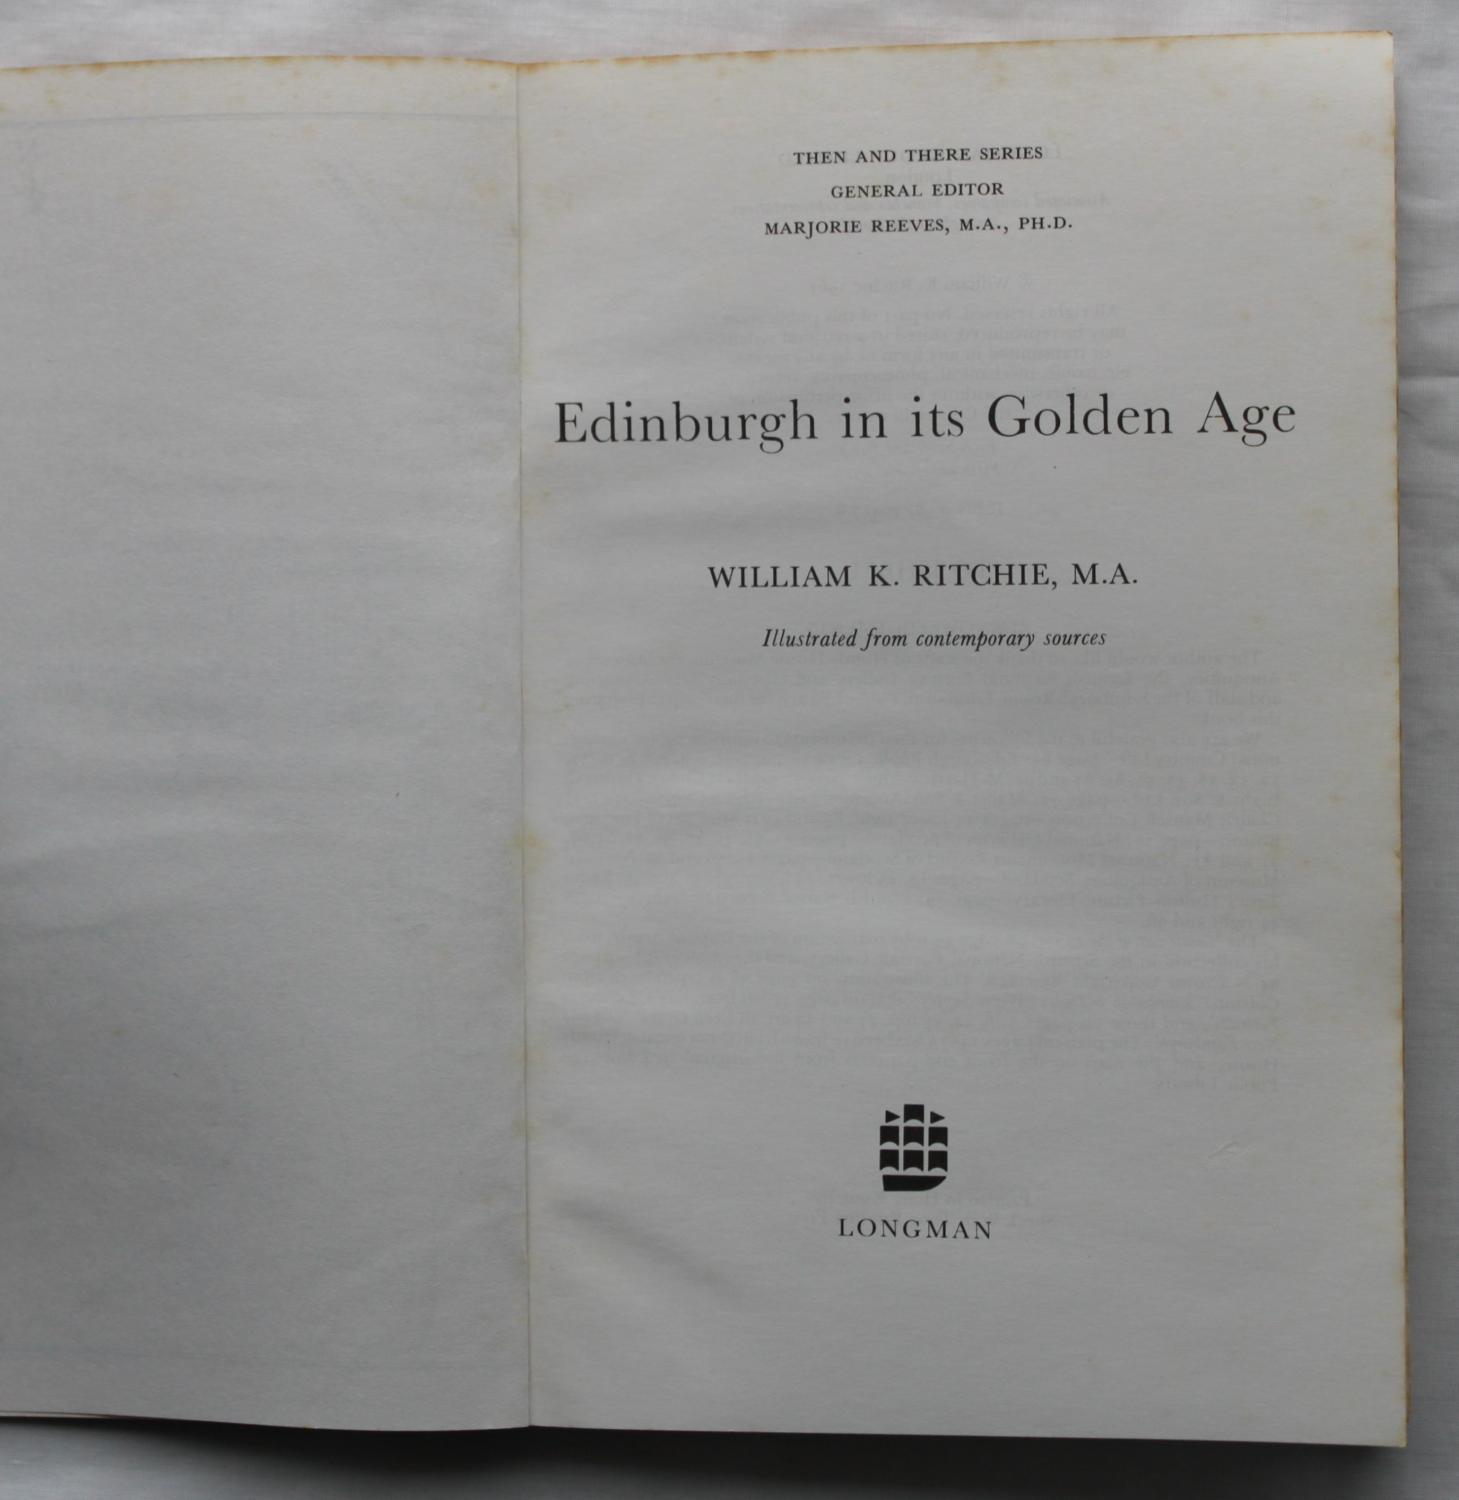 THEN AND THERE SERIES
GENERAL EDITOR
MARJORIE REEVES, M.A., PH.D.
Edinburgh in its Golden Age
WILLIAM K. RITCHIE, M.A.
Illustrated from contemporary sources
LONGMAN